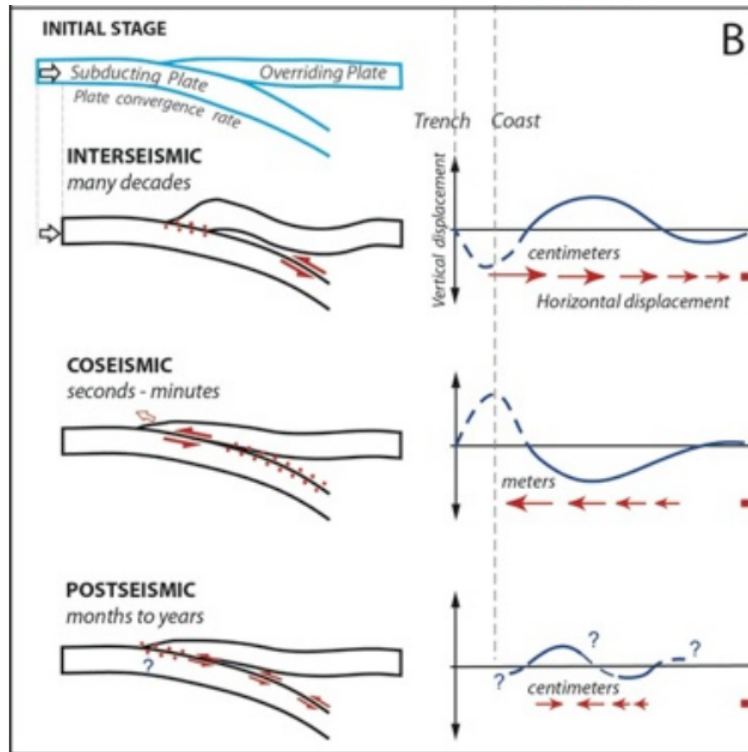 INITIAL STAGE
B
Subducting Plate
Overriding Plate
Plate convergence rate
Trench
Coast
INTERSEISMIC
many decades
Vertical displacement
centimeters
Horizontal displacement
COSEISMIC
seconds - minutes
meters
POSTSEISMIC
months to years
?
?
?
?
centimeters